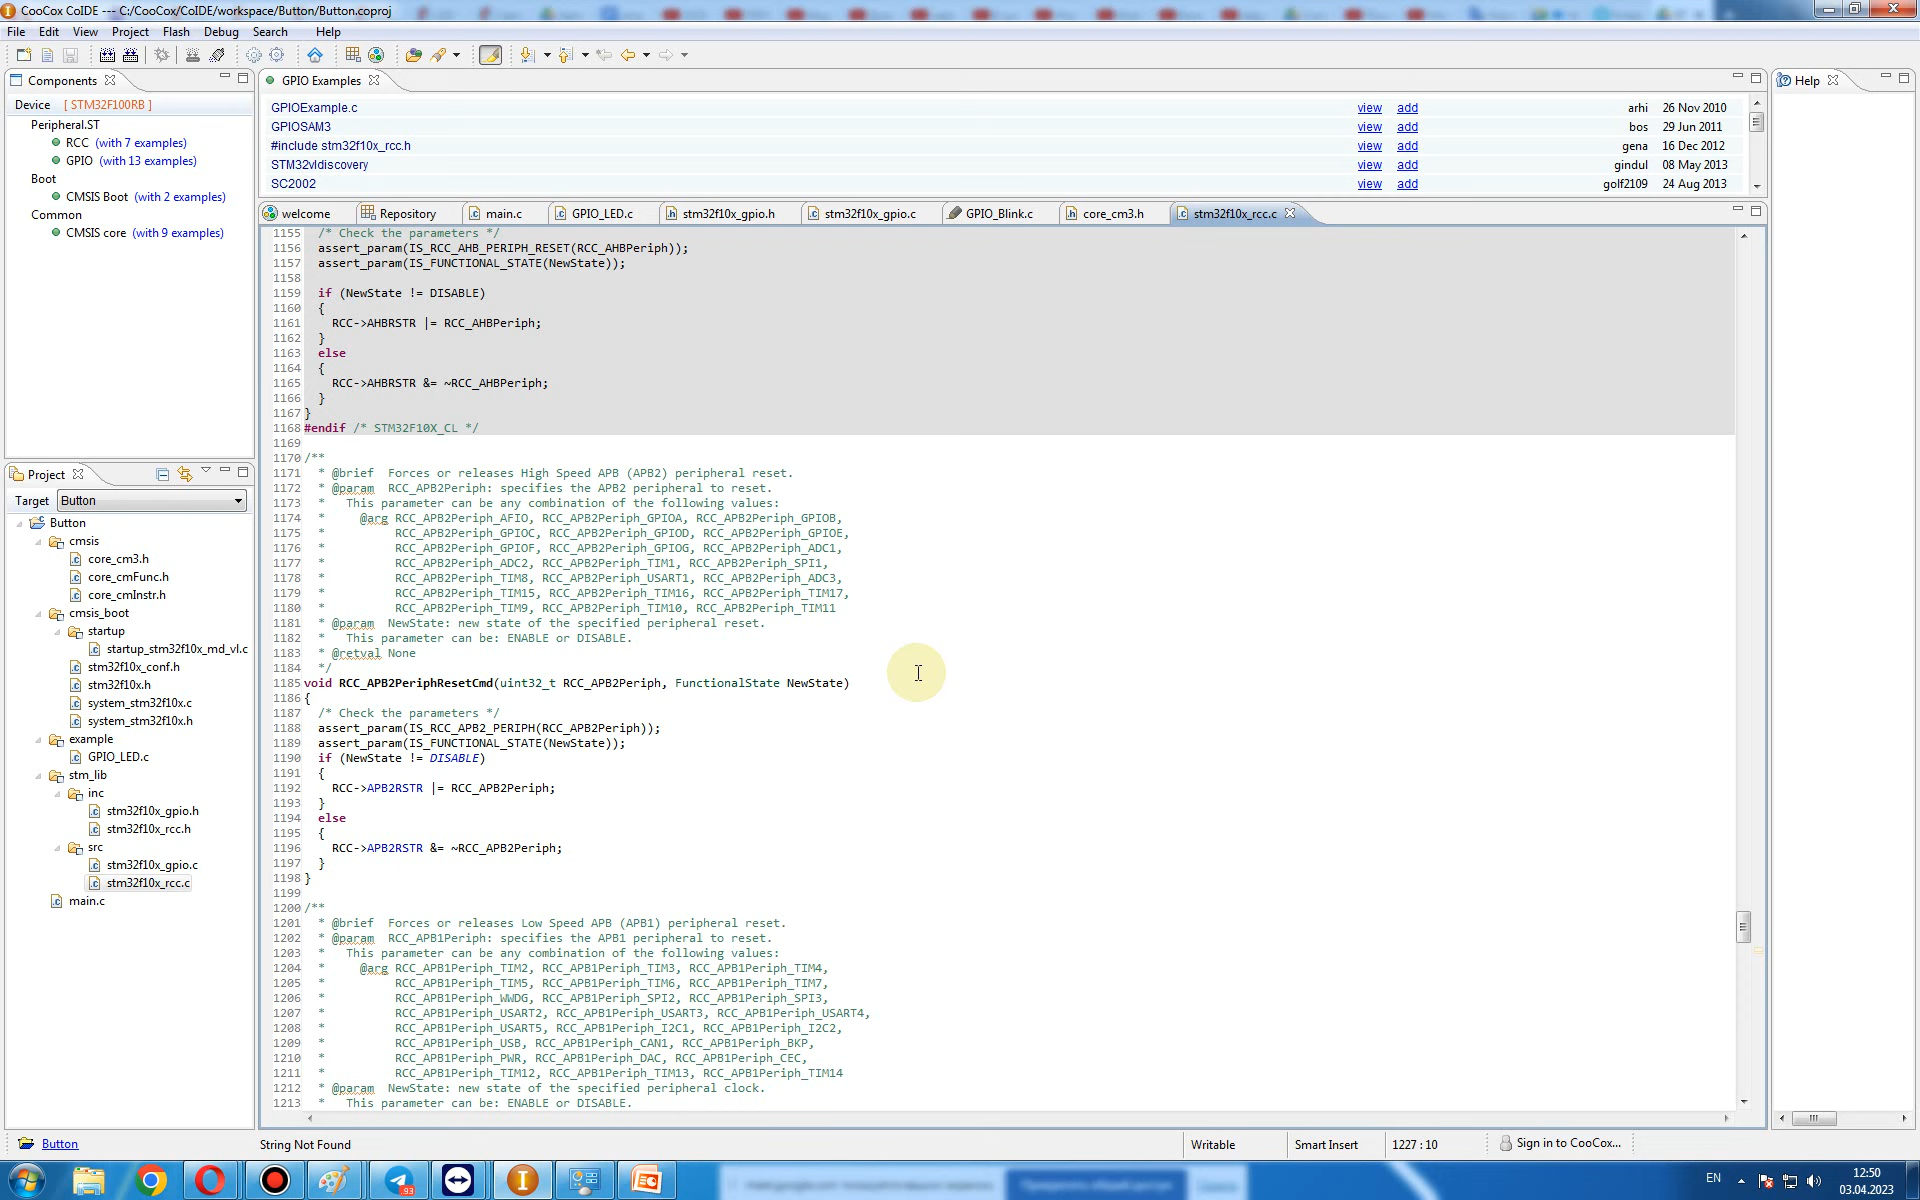 CooCox CoIDE --- C:/CooCox/CoIDE/workspace/Button/Button.coproj
File Edit View Project Flash Debug Search Help
Components
Device [ STM32F100RB ]
Peripheral.ST
RCC (with 7 examples)
GPIO (with 13 examples)
Boot
CMSIS Boot (with 2 examples)
Common
CMSIS core (with 9 examples)
Project
Target Button
Button
cmsis
core_cm3.h
core_cmFunc.h
core_cmInstr.h
cmsis_boot
startup
startup_stm32f10x_md_vl.c
stm32f10x_conf.h
stm32f10x.h
system_stm32f10x.c
system_stm32f10x.h
example
GPIO_LED.c
stm_lib
inc
stm32f10x_gpio.h
stm32f10x_rcc.h
src
stm32f10x_gpio.c
stm32f10x_rcc.c
main.c
GPIO Examples
GPIOExample.c view add arhi 26 Nov 2010
GPIOSAM3 view add bos 29 Jun 2011
#include stm32f10x_rcc.h view add gena 16 Dec 2012
STM32vldiscovery view add gindul 08 May 2013
SC2002 view add golf2109 24 Aug 2013
welcome Repository main.c GPIO_LED.c stm32f10x_gpio.h stm32f10x_gpio.c GPIO_Blink.c core_cm3.h stm32f10x_rcc.c
1155 /* Check the parameters */
1156 assert_param(IS_RCC_AHB_PERIPH_RESET(RCC_AHBPeriph));
1157 assert_param(IS_FUNCTIONAL_STATE(NewState));
1158
1159 if (NewState != DISABLE)
1160 {
1161 RCC->AHBRSTR |= RCC_AHBPeriph;
1162 }
1163 else
1164 {
1165 RCC->AHBRSTR &= ~RCC_AHBPeriph;
1166 }
1167 }
1168 #endif /* STM32F10X_CL */
1169
1170 /**
1171 * @brief Forces or releases High Speed APB (APB2) peripheral reset.
1172 * @param RCC_APB2Periph: specifies the APB2 peripheral to reset.
1173 * This parameter can be any combination of the following values:
1174 * @arg RCC_APB2Periph_AFIO, RCC_APB2Periph_GPIOA, RCC_APB2Periph_GPIOB,
1175 * RCC_APB2Periph_GPIOC, RCC_APB2Periph_GPIOD, RCC_APB2Periph_GPIOE,
1176 * RCC_APB2Periph_GPIOF, RCC_APB2Periph_GPIOG, RCC_APB2Periph_ADC1,
1177 * RCC_APB2Periph_ADC2, RCC_APB2Periph_TIM1, RCC_APB2Periph_SPI1,
1178 * RCC_APB2Periph_TIM8, RCC_APB2Periph_USART1, RCC_APB2Periph_ADC3,
1179 * RCC_APB2Periph_TIM15, RCC_APB2Periph_TIM16, RCC_APB2Periph_TIM17,
1180 * RCC_APB2Periph_TIM9, RCC_APB2Periph_TIM10, RCC_APB2Periph_TIM11
1181 * @param NewState: new state of the specified peripheral reset.
1182 * This parameter can be: ENABLE or DISABLE.
1183 * @retval None
1184 */
1185 void RCC_APB2PeriphResetCmd(uint32_t RCC_APB2Periph, FunctionalState NewState)
1186 {
1187 /* Check the parameters */
1188 assert_param(IS_RCC_APB2_PERIPH(RCC_APB2Periph));
1189 assert_param(IS_FUNCTIONAL_STATE(NewState));
1190 if (NewState != DISABLE)
1191 {
1192 RCC->APB2RSTR |= RCC_APB2Periph;
1193 }
1194 else
1195 {
1196 RCC->APB2RSTR &= ~RCC_APB2Periph;
1197 }
1198 }
1199
1200 /**
1201 * @brief Forces or releases Low Speed APB (APB1) peripheral reset.
1202 * @param RCC_APB1Periph: specifies the APB1 peripheral to reset.
1203 * This parameter can be any combination of the following values:
1204 * @arg RCC_APB1Periph_TIM2, RCC_APB1Periph_TIM3, RCC_APB1Periph_TIM4,
1205 * RCC_APB1Periph_TIM5, RCC_APB1Periph_TIM6, RCC_APB1Periph_TIM7,
1206 * RCC_APB1Periph_WWDG, RCC_APB1Periph_SPI2, RCC_APB1Periph_SPI3,
1207 * RCC_APB1Periph_USART2, RCC_APB1Periph_USART3, RCC_APB1Periph_USART4,
1208 * RCC_APB1Periph_USART5, RCC_APB1Periph_I2C1, RCC_APB1Periph_I2C2,
1209 * RCC_APB1Periph_USB, RCC_APB1Periph_CAN1, RCC_APB1Periph_BKP,
1210 * RCC_APB1Periph_PWR, RCC_APB1Periph_DAC, RCC_APB1Periph_CEC,
1211 * RCC_APB1Periph_TIM12, RCC_APB1Periph_TIM13, RCC_APB1Periph_TIM14
1212 * @param NewState: new state of the specified peripheral clock.
1213 * This parameter can be: ENABLE or DISABLE.
Help
Button String Not Found Writable Smart Insert 1227 : 10 Sign in to CooCox...
93
EN 12:50
03.04.2023